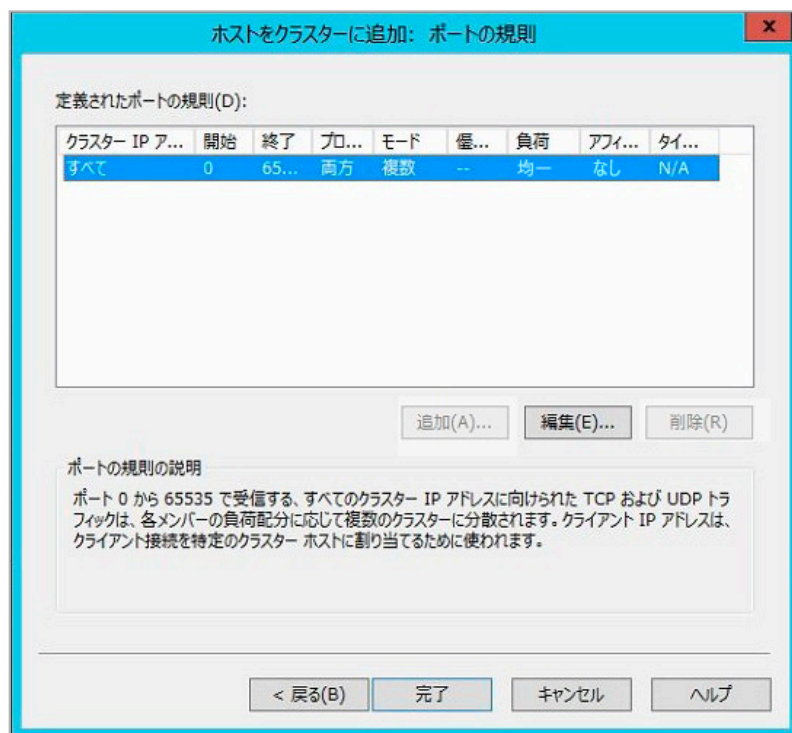 ホストをクラスターに追加: ポートの規則
x
定義されたポートの規則(D):
クラスター IP ア... 開始 終了 プロ... モード 優... 負荷 アフィ... タイ...
すべて 0 65... 両方 複数 -- 均一 なし N/A
追加(A)... 編集(E)... 削除(R)
ポートの規則の説明
ポート 0 から 65535 で受信する、すべてのクラスター IP アドレスに向けられた TCP および UDP トラ
フィックは、各メンバーの負荷配分に応じて複数のクラスターに分散されます。クライアント IP アドレスは、
クライアント接続を特定のクラスター ホストに割り当てるために使われます。
< 戻る(B) 完了 キャンセル ヘルプ